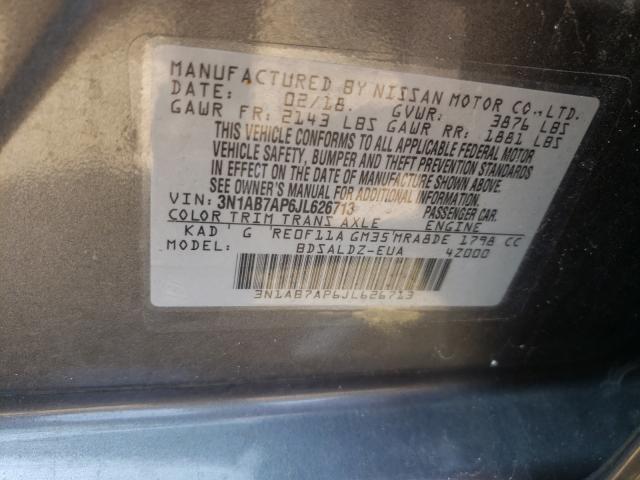 MANUFACTURED BY NISSAN MOTOR CO.,LTD.
DATE: 02/18. GVWR: 3876 LBS
GAWR FR: 2143 LBS GAWR RR: 1881 LBS
THIS VEHICLE CONFORMS TO ALL APPLICABLE FEDERAL MOTOR
VEHICLE SAFETY, BUMPER AND THEFT PREVENTION STANDARDS
IN EFFECT ON THE DATE OF MANUFACTURE SHOWN ABOVE.
SEE OWNER'S MANUAL FOR ADDITIONAL INFORMATION.
VIN: 3N1AB7AP6JL626713 PASSENGER CAR.
COLOR TRIM TRANS AXLE ENGINE
KAD G RE0F11A GM35 MRA8DE 1798 CC
MODEL: BDSALDZ-EUA 4Z000
3N1AB7AP6JL626713